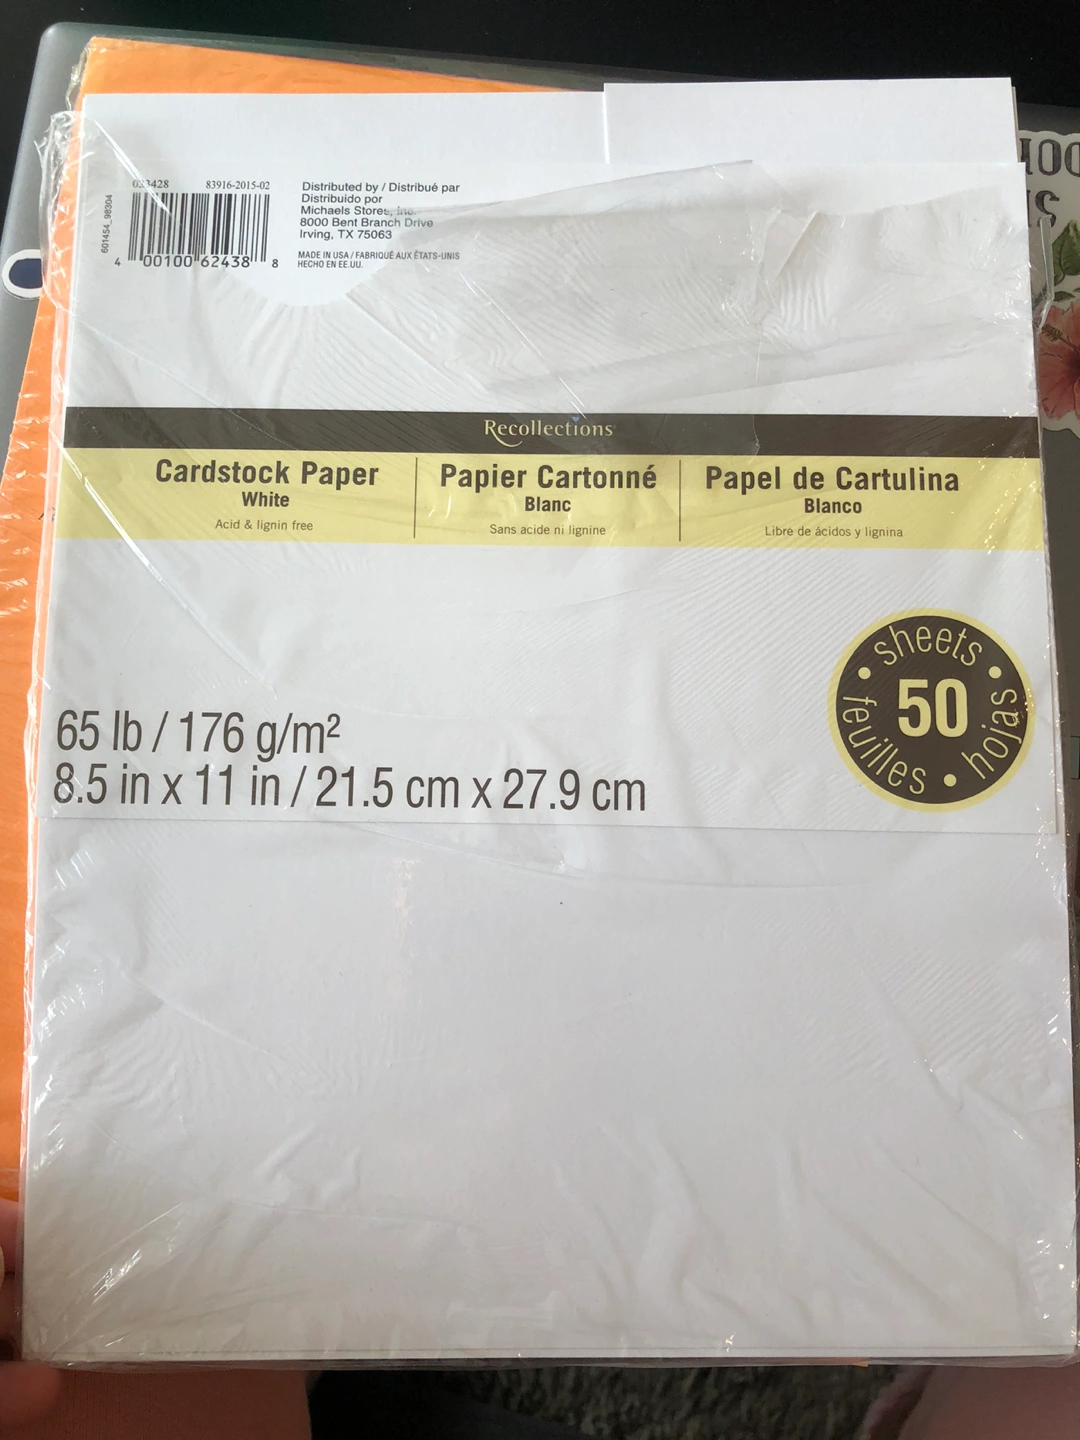 023428 83916-2015-02
601454_98304
4 00100 62438 8
Distributed by / Distribué par
Distribuido por
Michaels Stores, Inc.
8000 Bent Branch Drive
Irving, TX 75063
MADE IN USA / FABRIQUÉ AUX ÉTATS-UNIS
HECHO EN EE.UU.
Recollections
Cardstock Paper
White
Acid & lignin free
Papier Cartonné
Blanc
Sans acide ni lignine
Papel de Cartulina
Blanco
Libre de ácidos y lignina
sheets
50
feuilles • hojas
65 lb / 176 g/m²
8.5 in x 11 in / 21.5 cm x 27.9 cm